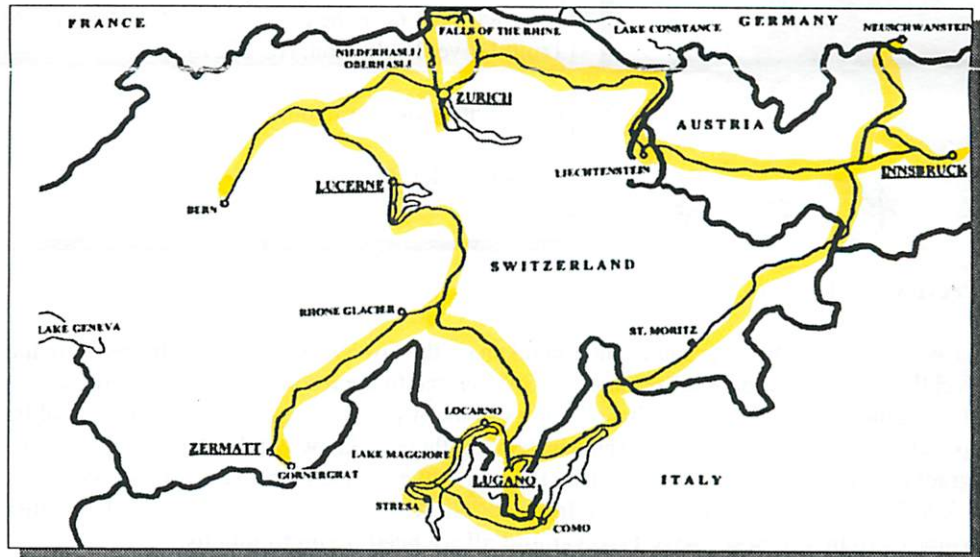 FRANCE
FALLS OF THE RHINE
LAKE CONSTANCE
GERMANY
NEUSCHWANSTEIN
NIEDERHASLI /
OBERHASLI
ZURICH
AUSTRIA
LIECHTENSTEIN
INNSBRUCK
LUCERNE
BERN
SWITZERLAND
RHONE GLACIER
LAKE GENEVA
ST. MORITZ
LOCARNO
ZERMATT
LAKE MAGGIORE
GORNERGRAT
LUGANO
ITALY
STRESA
COMO